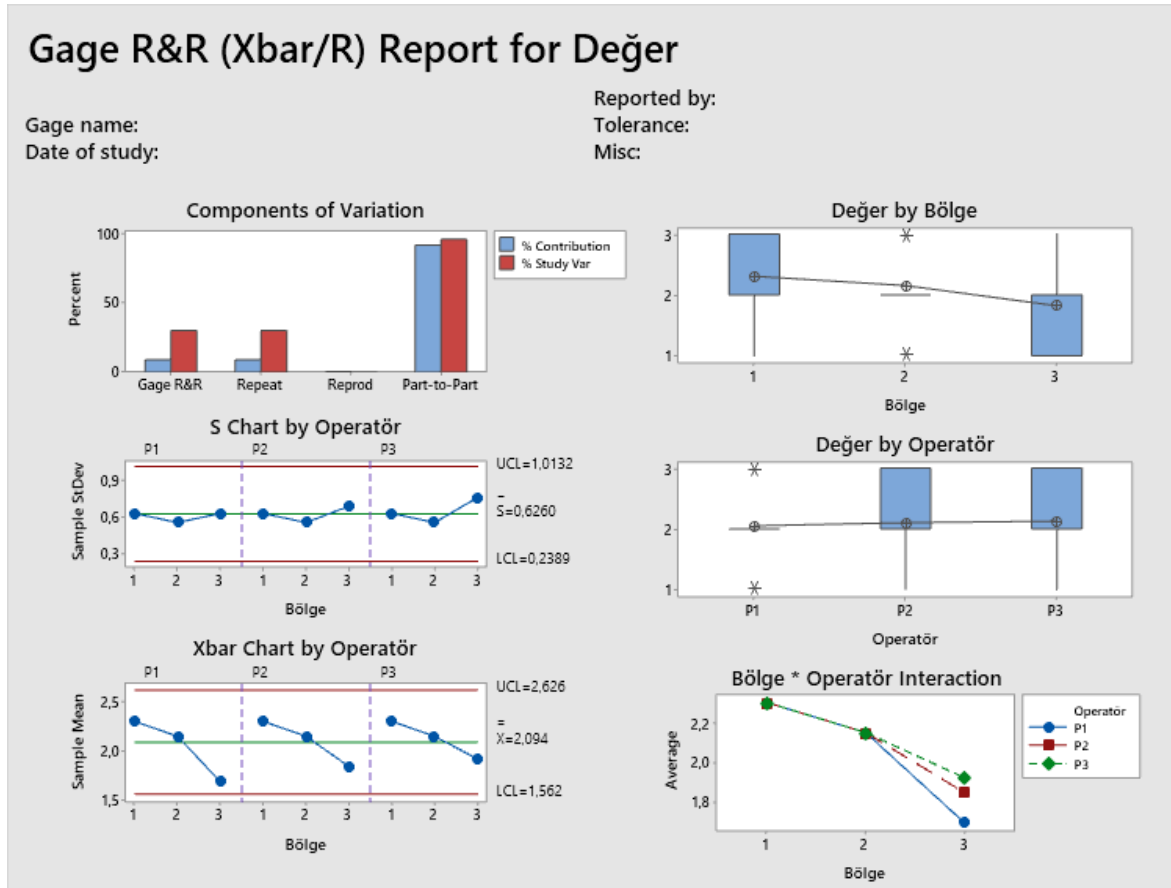 Gage R&R (Xbar/R) Report for Değer
Reported by:
Gage name:
Tolerance:
Date of study:
Misc:
Components of Variation
100
50
0
Percent
Gage R&R Repeat Reprod Part-to-Part
% Contribution
% Study Var
Değer by Bölge
3
2
1
1 2 3
Bölge
S Chart by Operatör
P1 P2 P3
0,9
0,6
0,3
Sample StDev
UCL=1,0132
S=0,6260
LCL=0,2389
1 2 3 1 2 3 1 2 3
Bölge
Değer by Operatör
3
2
1
P1 P2 P3
Operatör
Xbar Chart by Operatör
P1 P2 P3
2,5
2,0
1,5
Sample Mean
UCL=2,626
X=2,094
LCL=1,562
1 2 3 1 2 3 1 2 3
Bölge
Bölge * Operatör Interaction
2,2
2,0
1,8
Average
1 2 3
Bölge
Operatör
P1
P2
P3